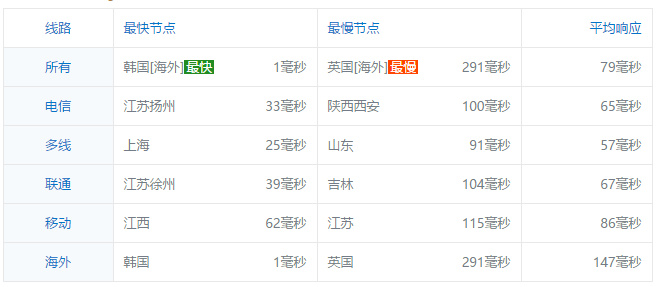 线路 最快节点 最慢节点 平均响应
所有 韩国[海外]最快 1毫秒 英国[海外]最慢 291毫秒 79毫秒
电信 江苏扬州 33毫秒 陕西西安 100毫秒 65毫秒
多线 上海 25毫秒 山东 91毫秒 57毫秒
联通 江苏徐州 39毫秒 吉林 104毫秒 67毫秒
移动 江西 62毫秒 江苏 115毫秒 86毫秒
海外 韩国 1毫秒 英国 291毫秒 147毫秒